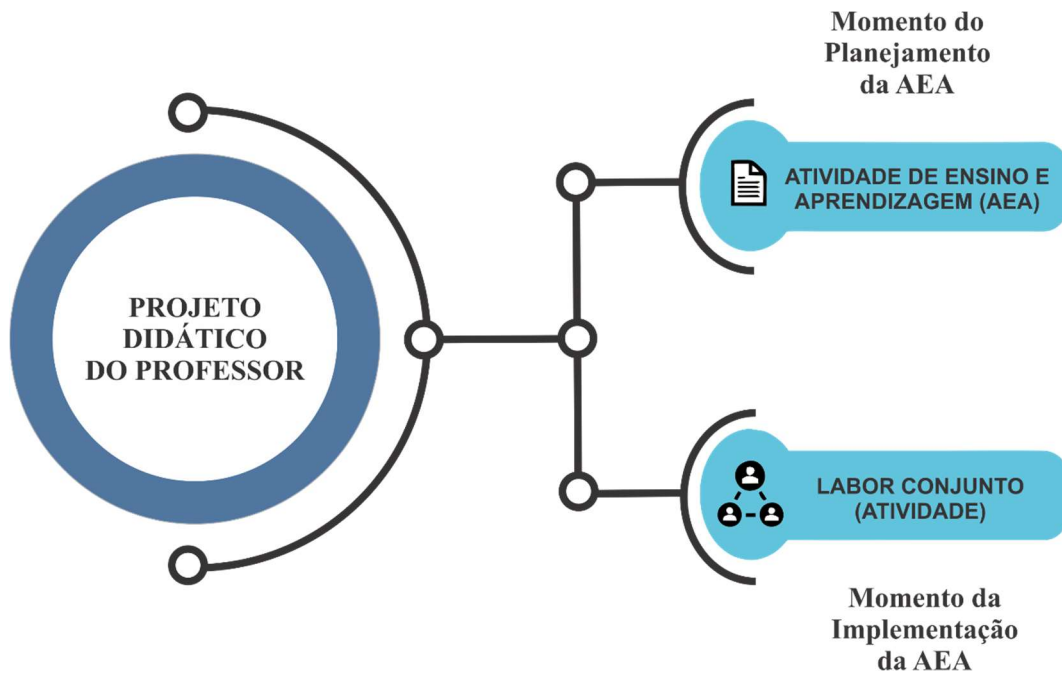 Momento do
Planejamento
da AEA
ATIVIDADE DE ENSINO E
APRENDIZAGEM (AEA)
PROJETO
DIDÁTICO
DO PROFESSOR
LABOR CONJUNTO
(ATIVIDADE)
Momento da
Implementação
da AEA